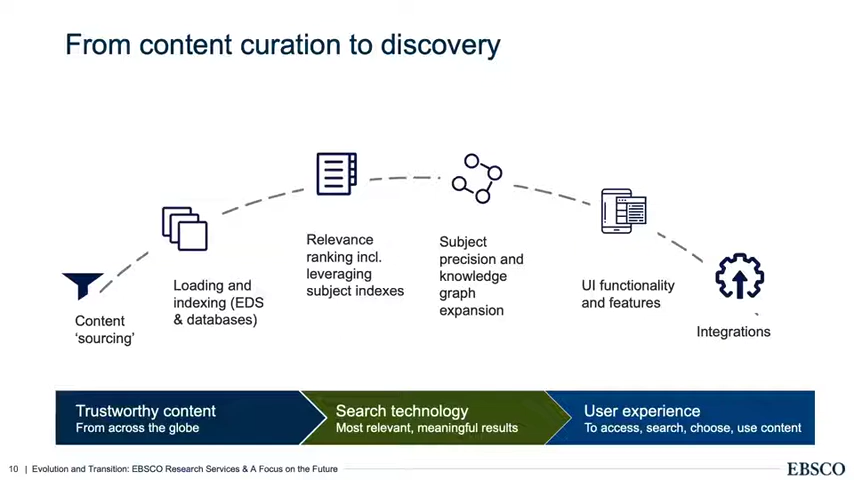 From content curation to discovery
Content
‘sourcing’
Loading and
indexing (EDS
& databases)
Relevance
ranking incl.
leveraging
subject indexes
Subject
precision and
knowledge
graph
expansion
UI functionality
and features
Integrations
Trustworthy content
From across the globe
Search technology
Most relevant, meaningful results
User experience
To access, search, choose, use content
10 | Evolution and Transition: EBSCO Research Services & A Focus on the Future
EBSCO